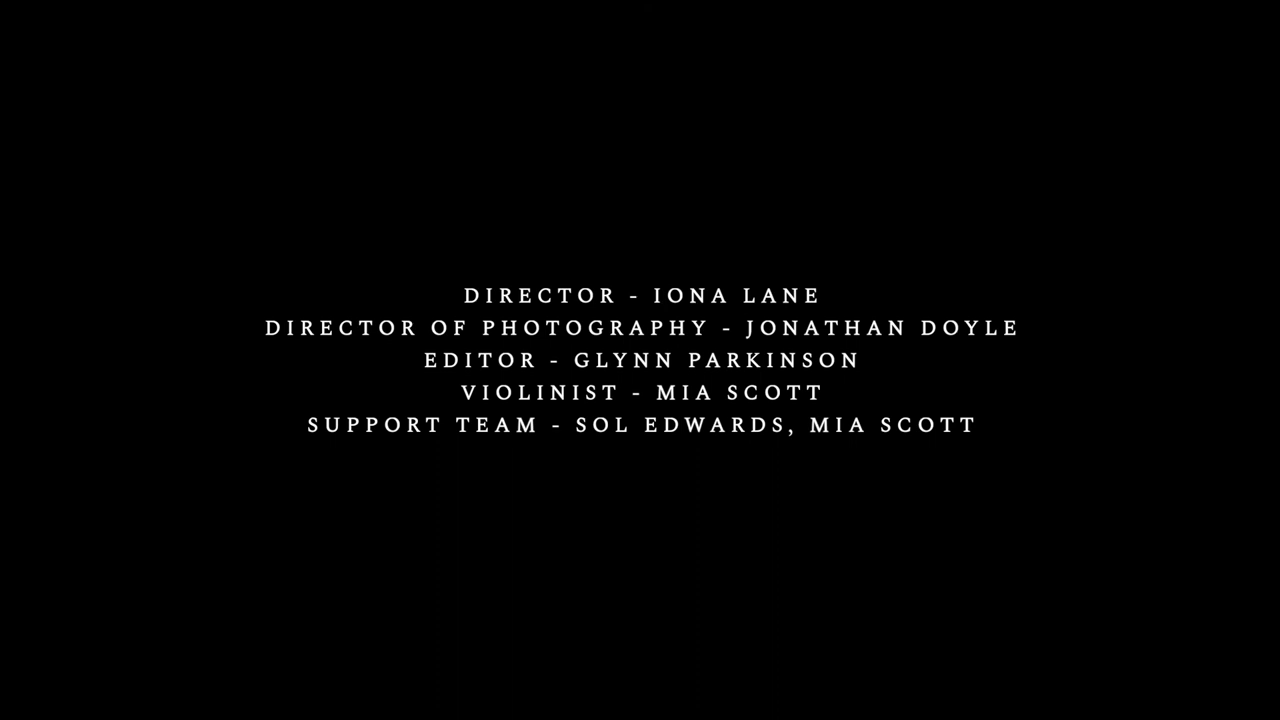 DIRECTOR - IONA LANE
DIRECTOR OF PHOTOGRAPHY - JONATHAN DOYLE
EDITOR - GLYNN PARKINSON
VIOLINIST - MIA SCOTT
SUPPORT TEAM - SOL EDWARDS, MIA SCOTT